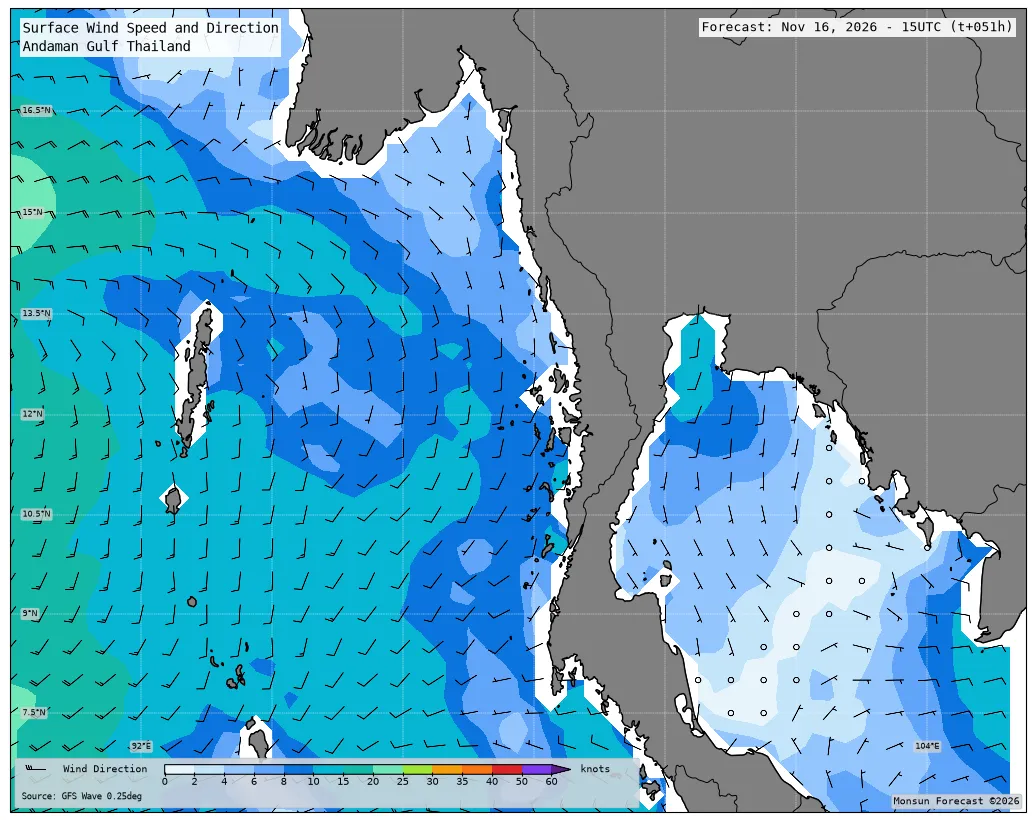 Surface Wind Speed and Direction
Andaman Gulf Thailand
Forecast: Nov 16, 2026 - 15UTC (t+051h)
16.5°N
15°N
13.5°N
12°N
10.5°N
9°N
7.5°N
92°E
104°E
Wind Direction
0 2 4 6 8 10 15 20 25 30 35 40 50 60
knots
Source: GFS Wave 0.25deg
Monsun Forecast ©2026